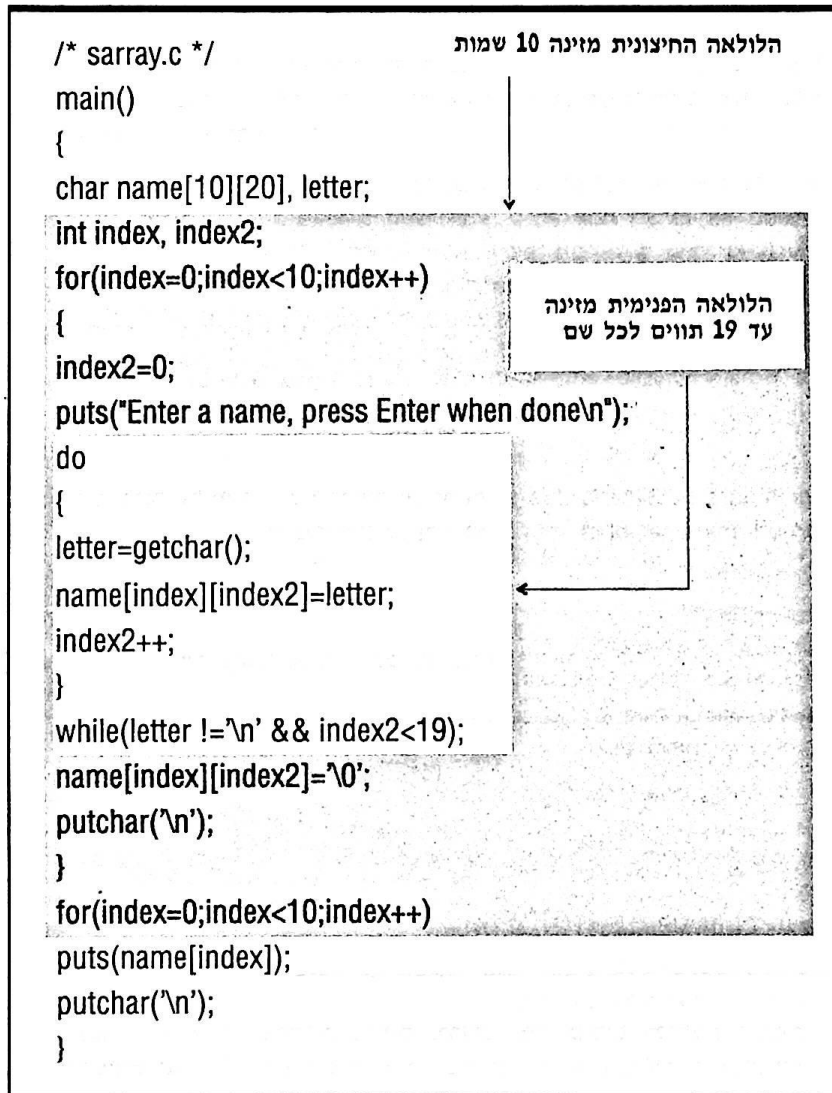 /* sarray.c */
הלולאה החיצונית מזינה 10 שמות
main()
{
char name[10][20], letter;
int index, index2;
for(index=0;index<10;index++)
{
הלולאה הפנימית מזינה
עד 19 תווים לכל שם
index2=0;
puts("Enter a name, press Enter when done\n");
do
{
letter=getchar();
name[index][index2]=letter;
index2++;
}
while(letter !='\n' && index2<19);
name[index][index2]='\0';
putchar('\n');
}
for(index=0;index<10;index++)
puts(name[index]);
putchar('\n');
}